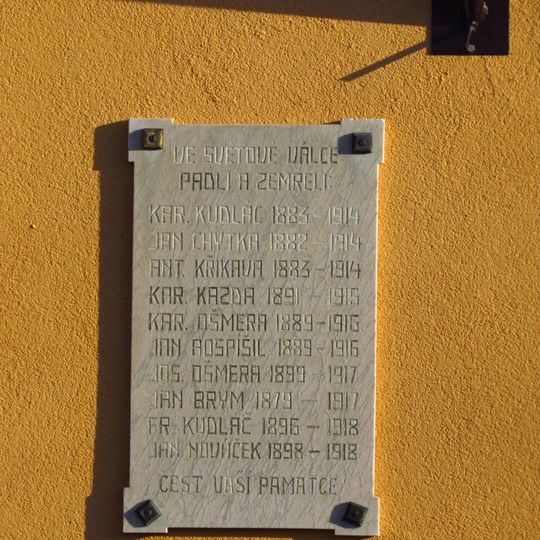 VE SVĚTOVÉ VÁLCE
PADLI A ZEMŘELI:
KAR. KUDLÁČ 1883 – 1914
JAN CHYTKA 1882 – 1914
ANT. KŘIKAVA 1883 – 1914
KAR. KAZDA 1891 – 1915
KAR. OŠMERA 1889 – 1916
JAN POSPÍŠIL 1889 – 1916
JOS. OŠMERA 1899 – 1917
JAN BRÝM 1879 – 1917
FR. KUDLÁČ 1896 – 1918
JAN NOVÁČEK 1898 – 1918
ČEST VAŠÍ PAMÁTCE